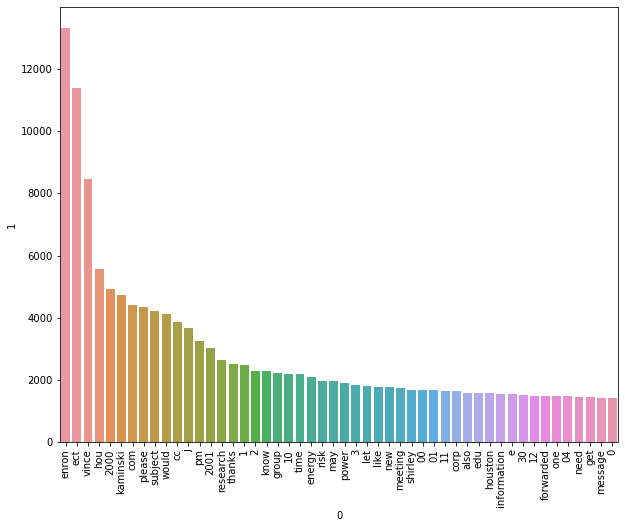 12000
10000
8000
6000
4000
2000
0
1
enron
ect
vince
hou
2000
kaminski
com
please
subject
would
cc
j
pm
2001
research
thanks
1
2
know
group
10
time
energy
risk
may
power
3
let
like
new
meeting
shirley
00
01
11
corp
also
edu
houston
information
e
30
12
forwarded
one
04
need
get
message
0
0